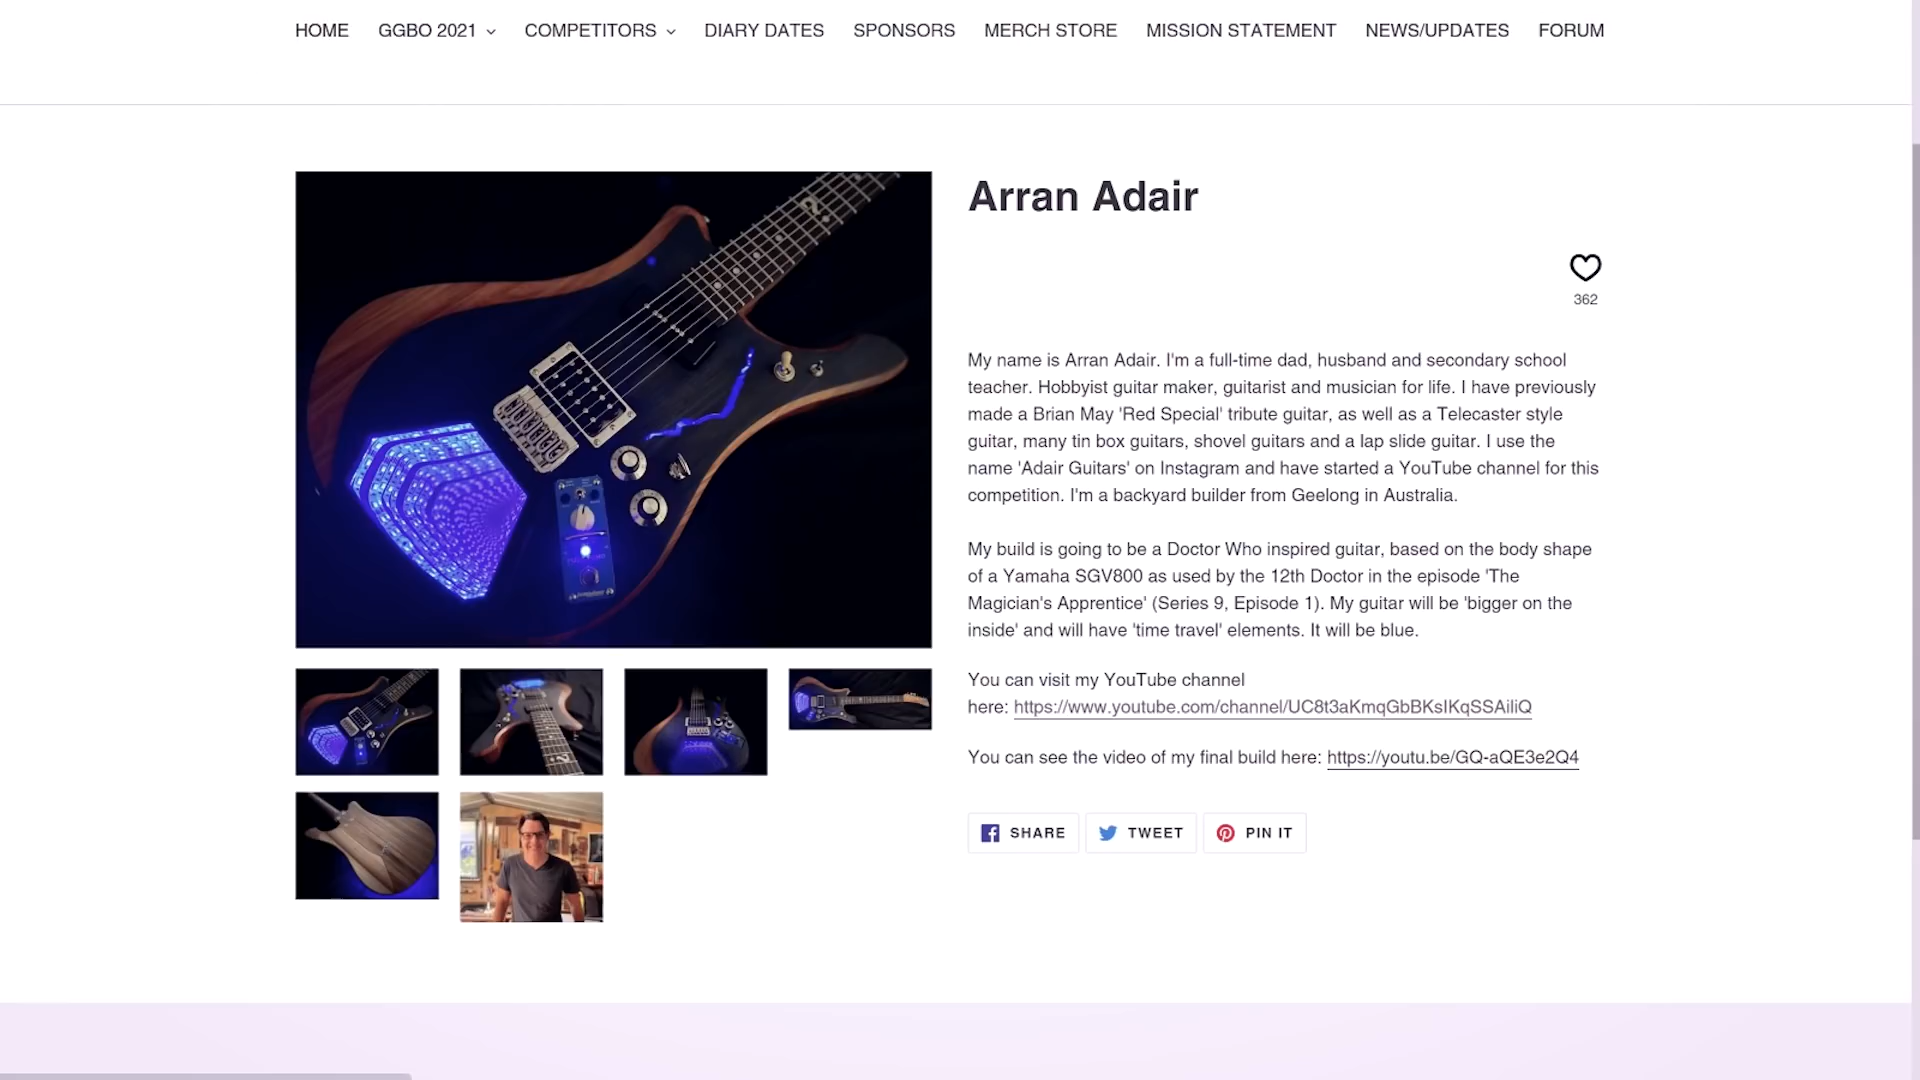 HOME GGBO 2021 COMPETITORS DIARY DATES SPONSORS MERCH STORE MISSION STATEMENT NEWS/UPDATES FORUM
Arran Adair
362
My name is Arran Adair. I'm a full-time dad, husband and secondary school
teacher. Hobbyist guitar maker, guitarist and musician for life. I have previously
made a Brian May 'Red Special' tribute guitar, as well as a Telecaster style
guitar, many tin box guitars, shovel guitars and a lap slide guitar. I use the
name 'Adair Guitars' on Instagram and have started a YouTube channel for this
competition. I'm a backyard builder from Geelong in Australia.
My build is going to be a Doctor Who inspired guitar, based on the body shape
of a Yamaha SGV800 as used by the 12th Doctor in the episode 'The
Magician's Apprentice' (Series 9, Episode 1). My guitar will be 'bigger on the
inside' and will have 'time travel' elements. It will be blue.
You can visit my YouTube channel
here: https://www.youtube.com/channel/UC8t3aKmqGbBKsIKqSSAiliQ
You can see the video of my final build here: https://youtu.be/GQ-aQE3e2Q4
SHARE TWEET PIN IT